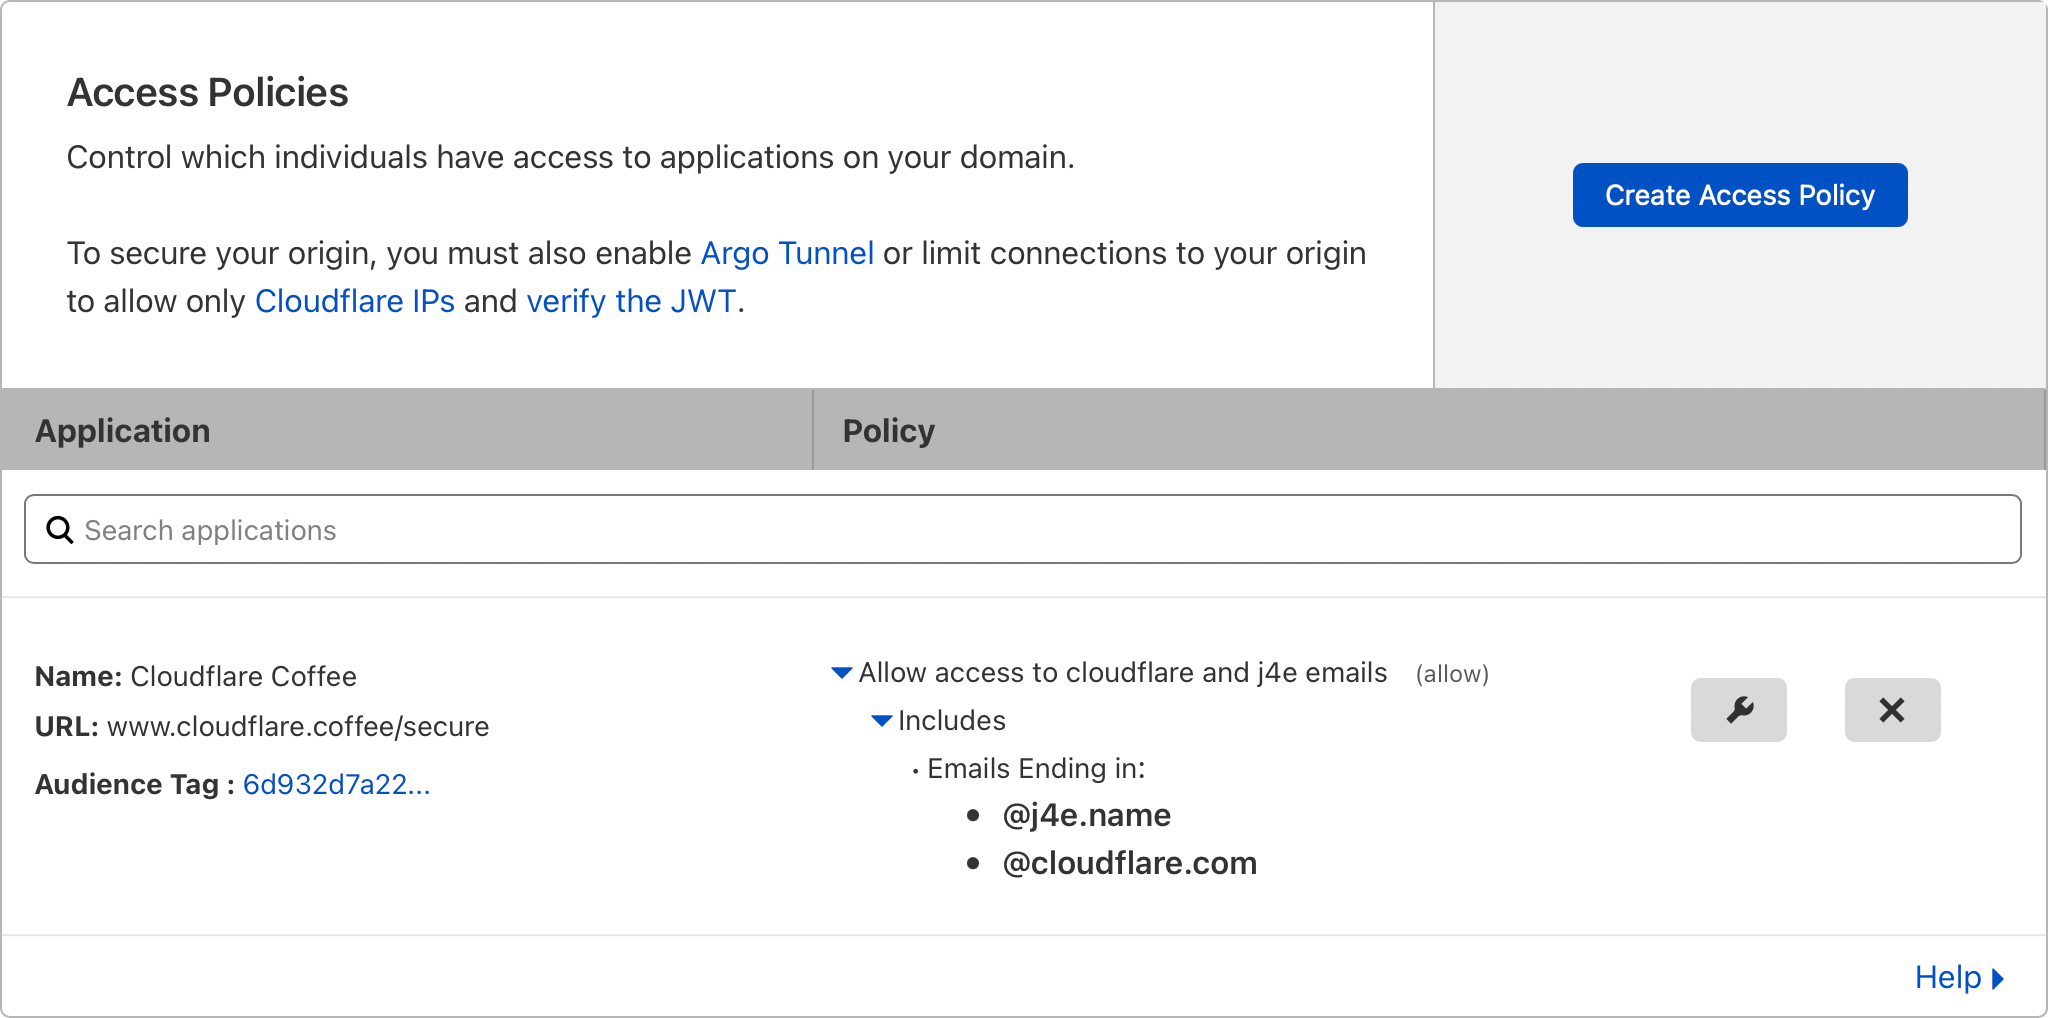 Access Policies
Control which individuals have access to applications on your domain.
To secure your origin, you must also enable Argo Tunnel or limit connections to your origin
to allow only Cloudflare IPs and verify the JWT.
Create Access Policy
Application
Policy
Search applications
Name: Cloudflare Coffee
URL: www.cloudflare.coffee/secure
Audience Tag : 6d932d7a22...
Allow access to cloudflare and j4e emails (allow)
Includes
· Emails Ending in:
• @j4e.name
• @cloudflare.com
Help